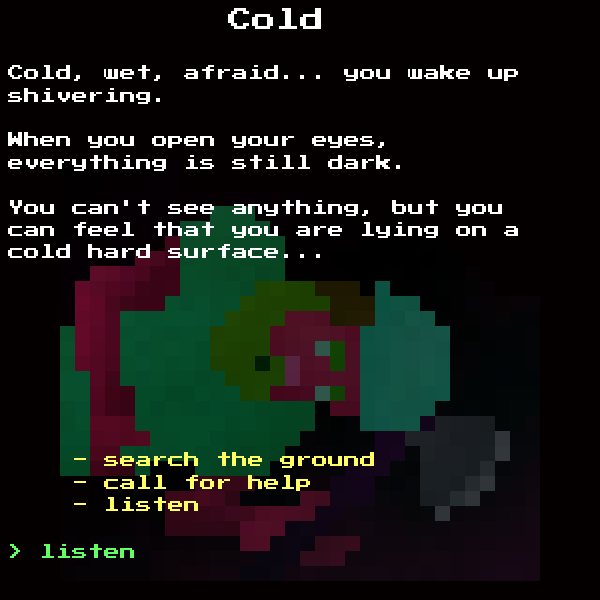 Cold
Cold, wet, afraid... you wake up
shivering.
When you open your eyes,
everything is still dark.
You can't see anything, but you
can feel that you are lying on a
cold hard surface...
- search the ground
- call for help
- listen
> listen